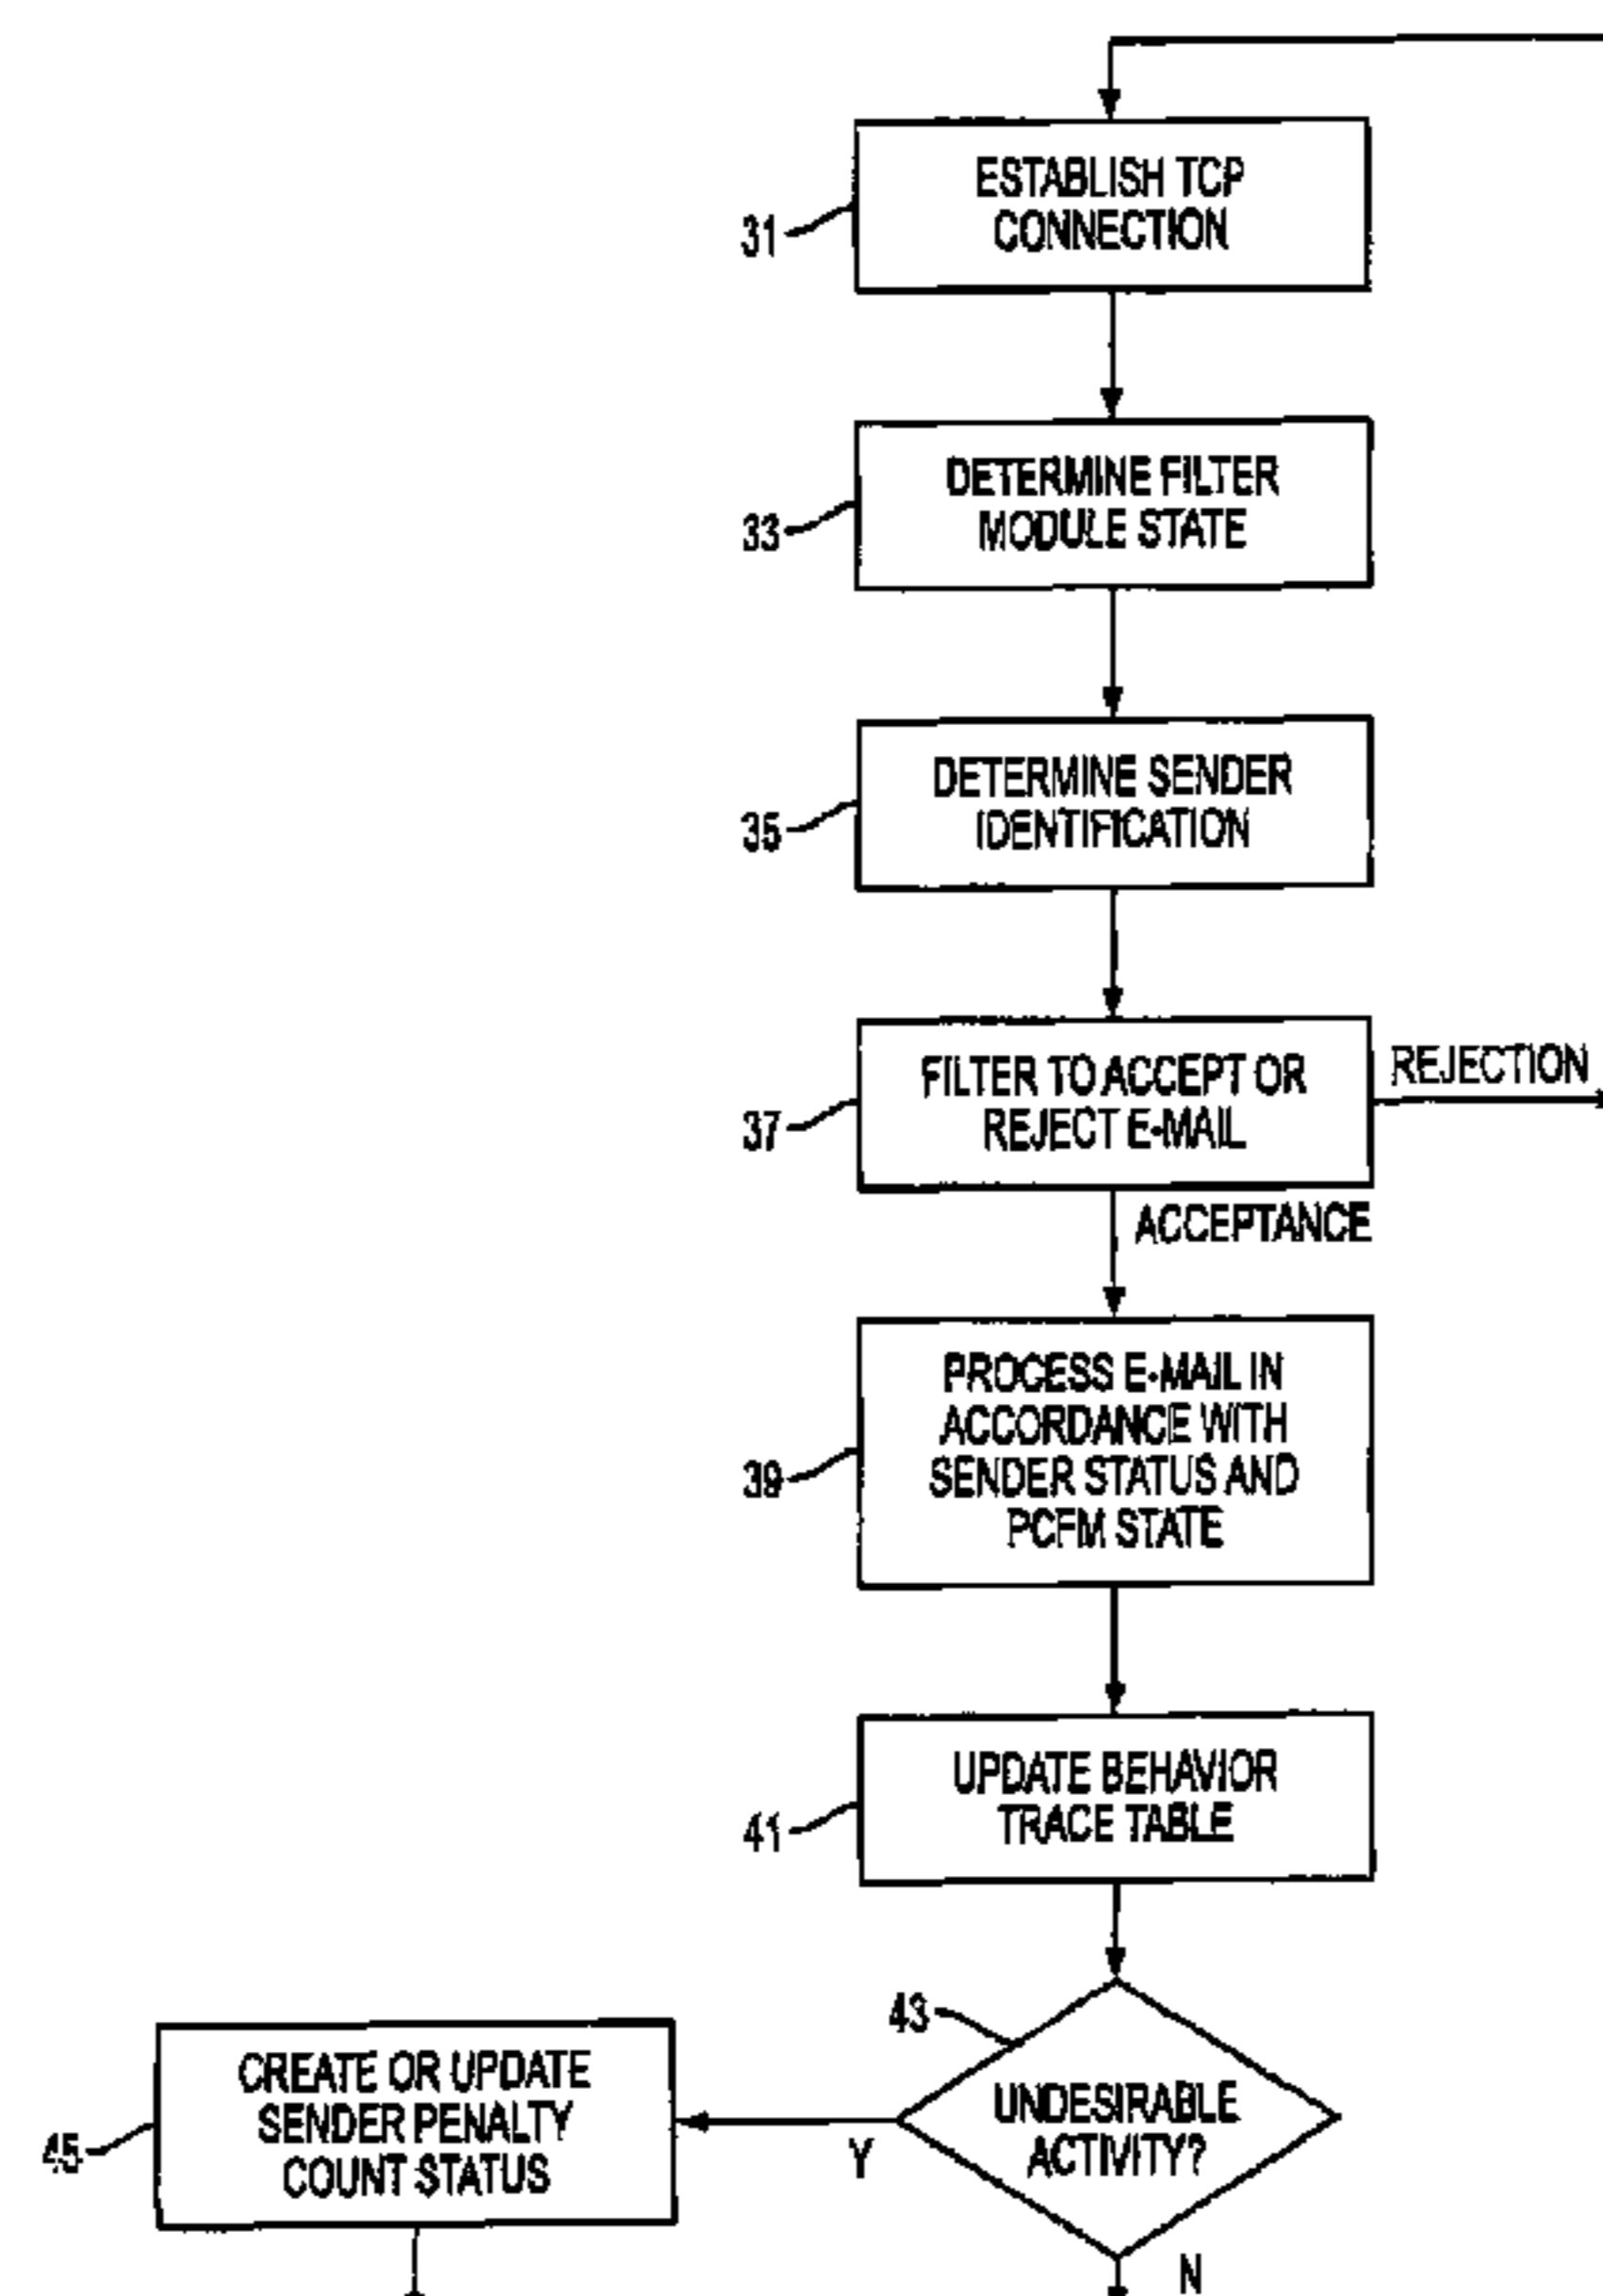 ESTABLISH TCP
CONNECTION
31
DETERMINE FILTER
MODULE STATE
33
DETERMINE SENDER
IDENTIFICATION
35
FILTER TO ACCEPT OR
REJECT E-MAIL
REJECTION
37
ACCEPTANCE
PROCESS E-MAIL IN
ACCORDANCE WITH
SENDER STATUS AND
PCFM STATE
39
UPDATE BEHAVIOR
TRACE TABLE
41
43
UNDESIRABLE
ACTIVITY?
Y
N
CREATE OR UPDATE
SENDER PENALTY
COUNT STATUS
45